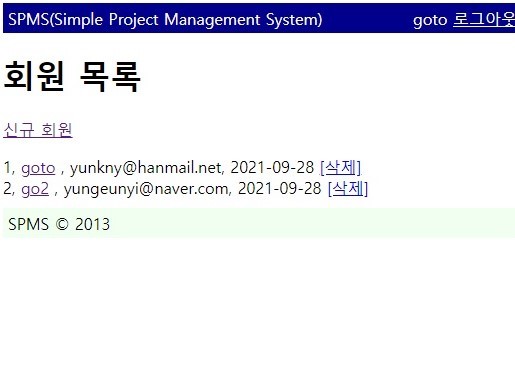 SPMS(Simple Project Management System) goto 로그아웃
회원 목록
신규 회원
1, goto , yunkny@hanmail.net, 2021-09-28 [삭제]
2, go2 , yungeunyi@naver.com, 2021-09-28 [삭제]
SPMS © 2013